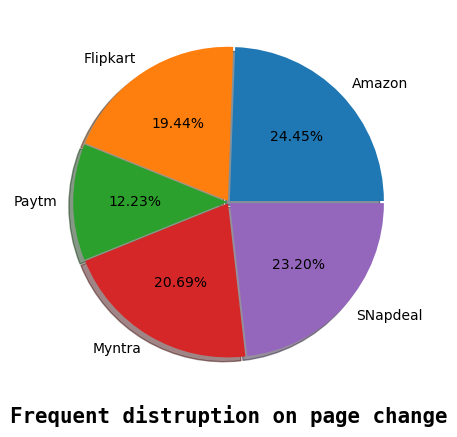 Flipkart
Amazon
19.44%
24.45%
Paytm
12.23%
20.69%
23.20%
Myntra
SNapdeal
Frequent distruption on page change